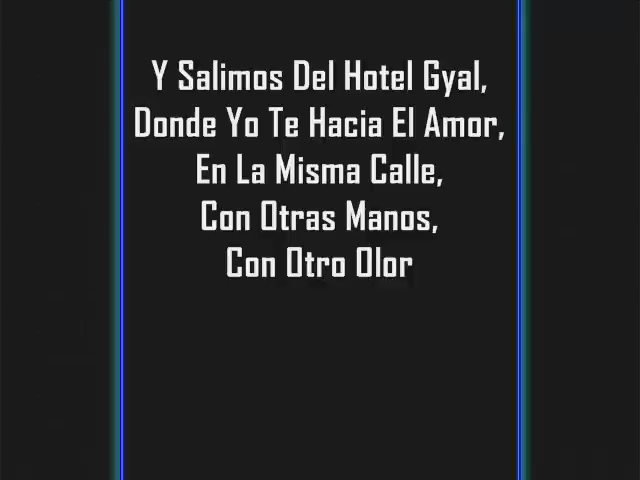 Y Salimos Del Hotel Gyal,
Donde Yo Te Hacia El Amor,
En La Misma Calle,
Con Otras Manos,
Con Otro Olor